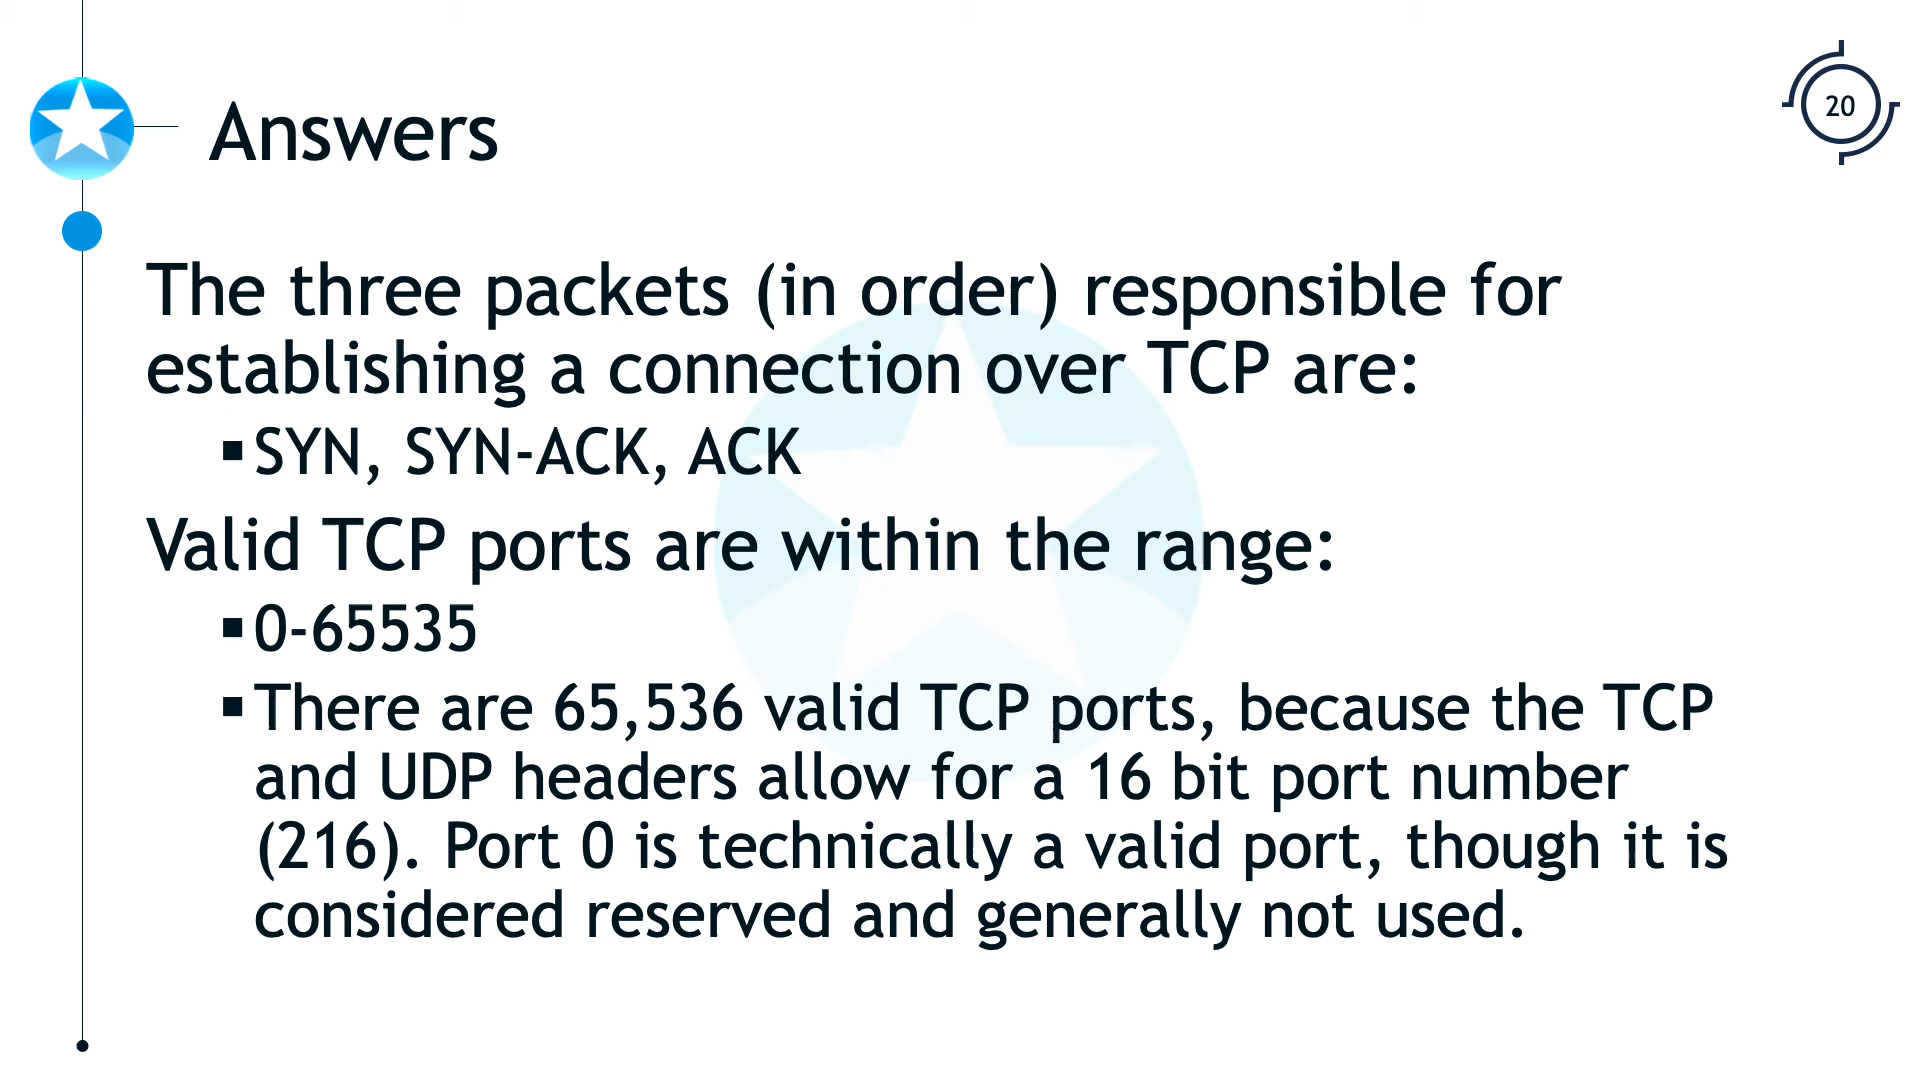 Answers
20
The three packets (in order) responsible for
establishing a connection over TCP are:
▪SYN, SYN-ACK, ACK
Valid TCP ports are within the range:
▪0-65535
▪There are 65,536 valid TCP ports, because the TCP
and UDP headers allow for a 16 bit port number
(216). Port 0 is technically a valid port, though it is
considered reserved and generally not used.